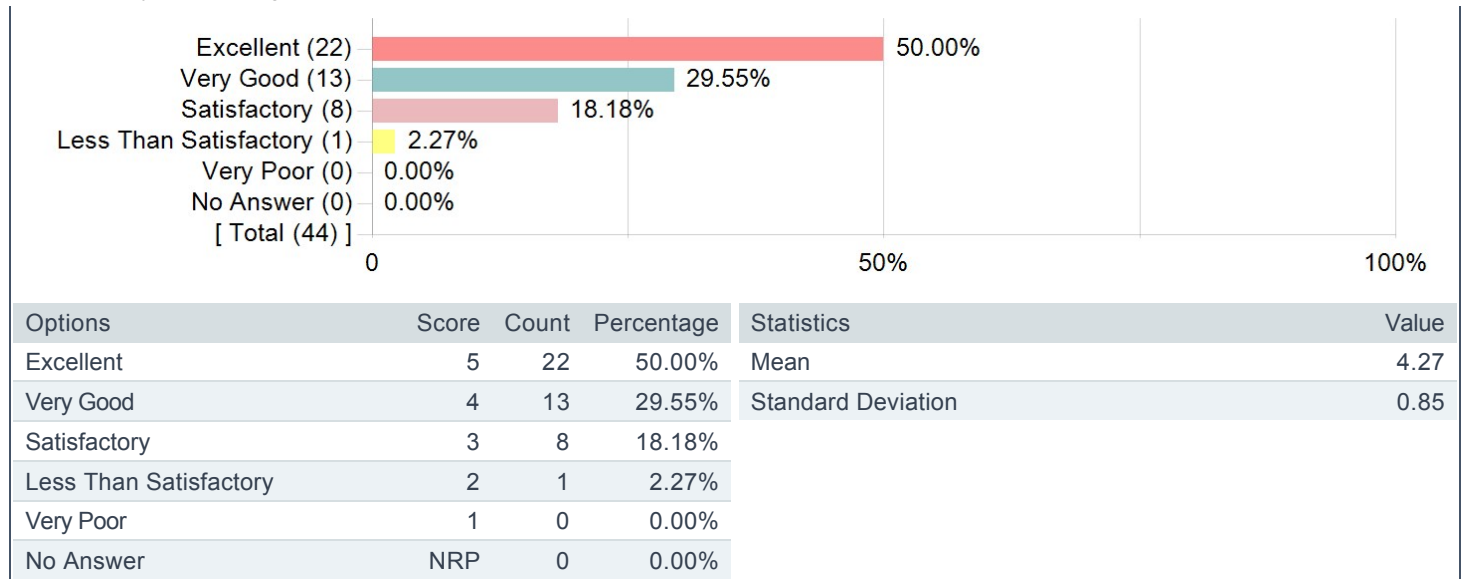 Excellent (22) 50.00%
Very Good (13) 29.55%
Satisfactory (8) 18.18%
Less Than Satisfactory (1) 2.27%
Very Poor (0) 0.00%
No Answer (0) 0.00%
[ Total (44) ]
0 50% 100%
Options Score Count Percentage Statistics Value
Excellent 5 22 50.00% Mean 4.27
Very Good 4 13 29.55% Standard Deviation 0.85
Satisfactory 3 8 18.18%
Less Than Satisfactory 2 1 2.27%
Very Poor 1 0 0.00%
No Answer NRP 0 0.00%